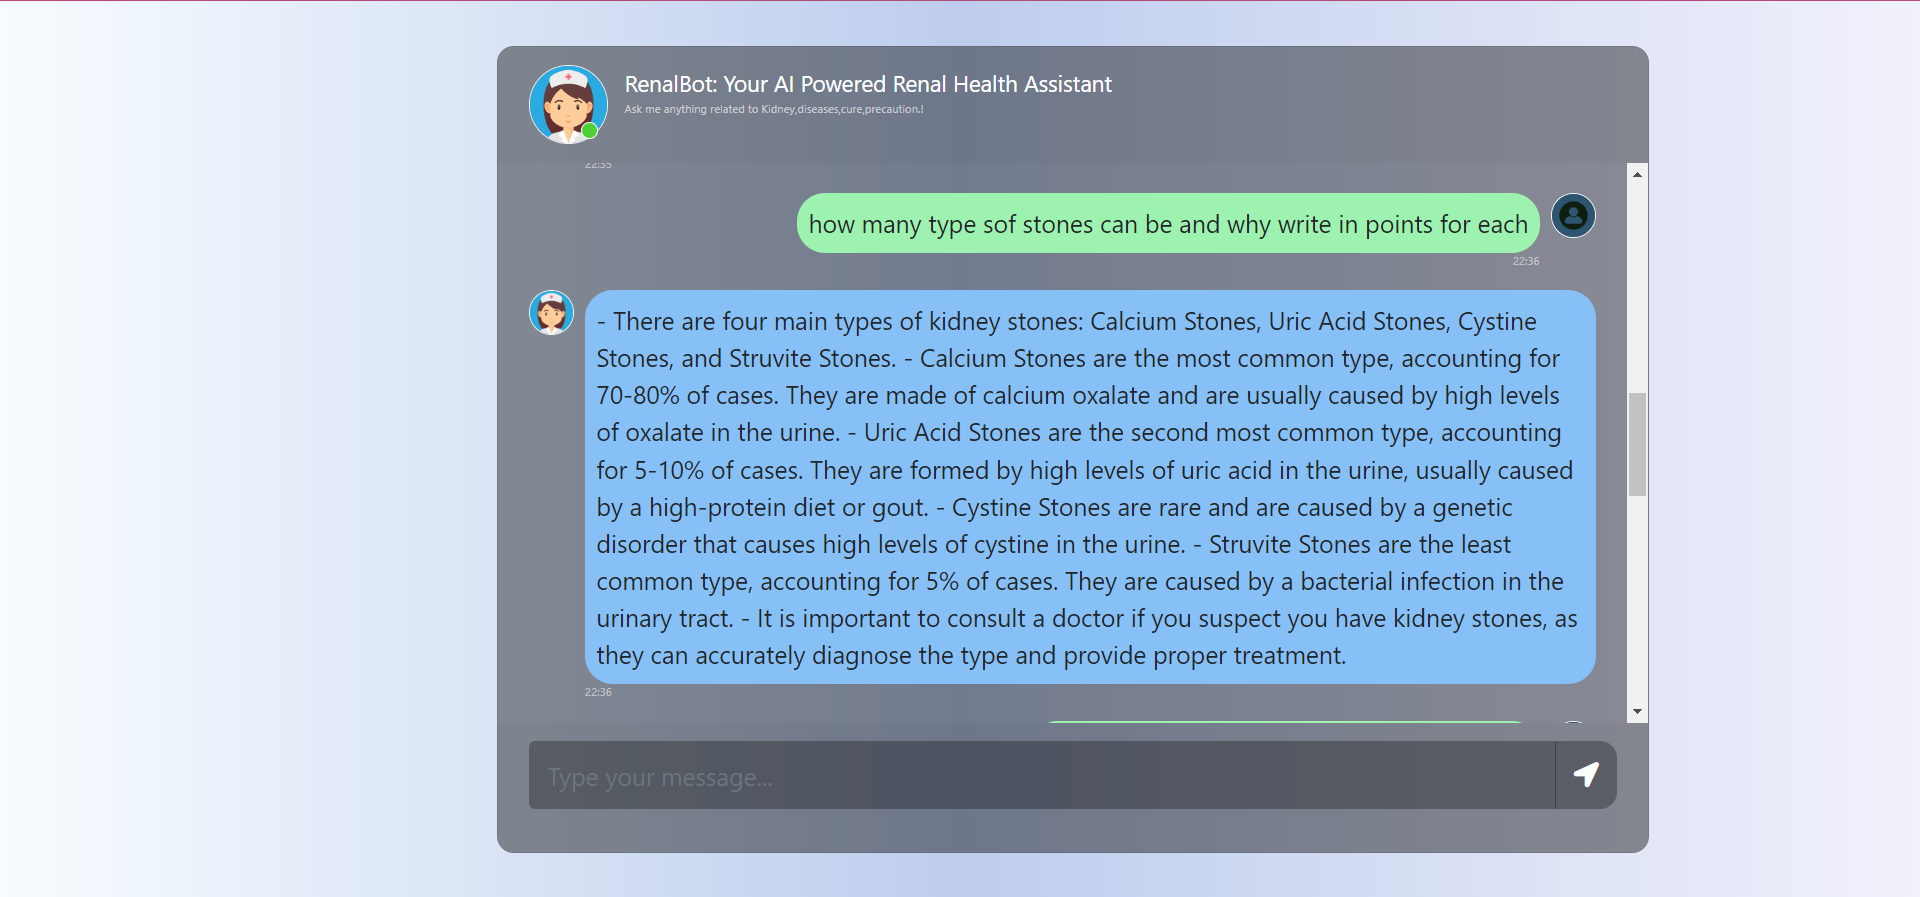 RenalBot: Your AI Powered Renal Health Assistant
Ask me anything related to Kidney,diseases,cure,precaution.!
22:35
how many type sof stones can be and why write in points for each
22:36
- There are four main types of kidney stones: Calcium Stones, Uric Acid Stones, Cystine
Stones, and Struvite Stones. - Calcium Stones are the most common type, accounting for
70-80% of cases. They are made of calcium oxalate and are usually caused by high levels
of oxalate in the urine. - Uric Acid Stones are the second most common type, accounting
for 5-10% of cases. They are formed by high levels of uric acid in the urine, usually caused
by a high-protein diet or gout. - Cystine Stones are rare and are caused by a genetic
disorder that causes high levels of cystine in the urine. - Struvite Stones are the least
common type, accounting for 5% of cases. They are caused by a bacterial infection in the
urinary tract. - It is important to consult a doctor if you suspect you have kidney stones, as
they can accurately diagnose the type and provide proper treatment.
22:36
Type your message...